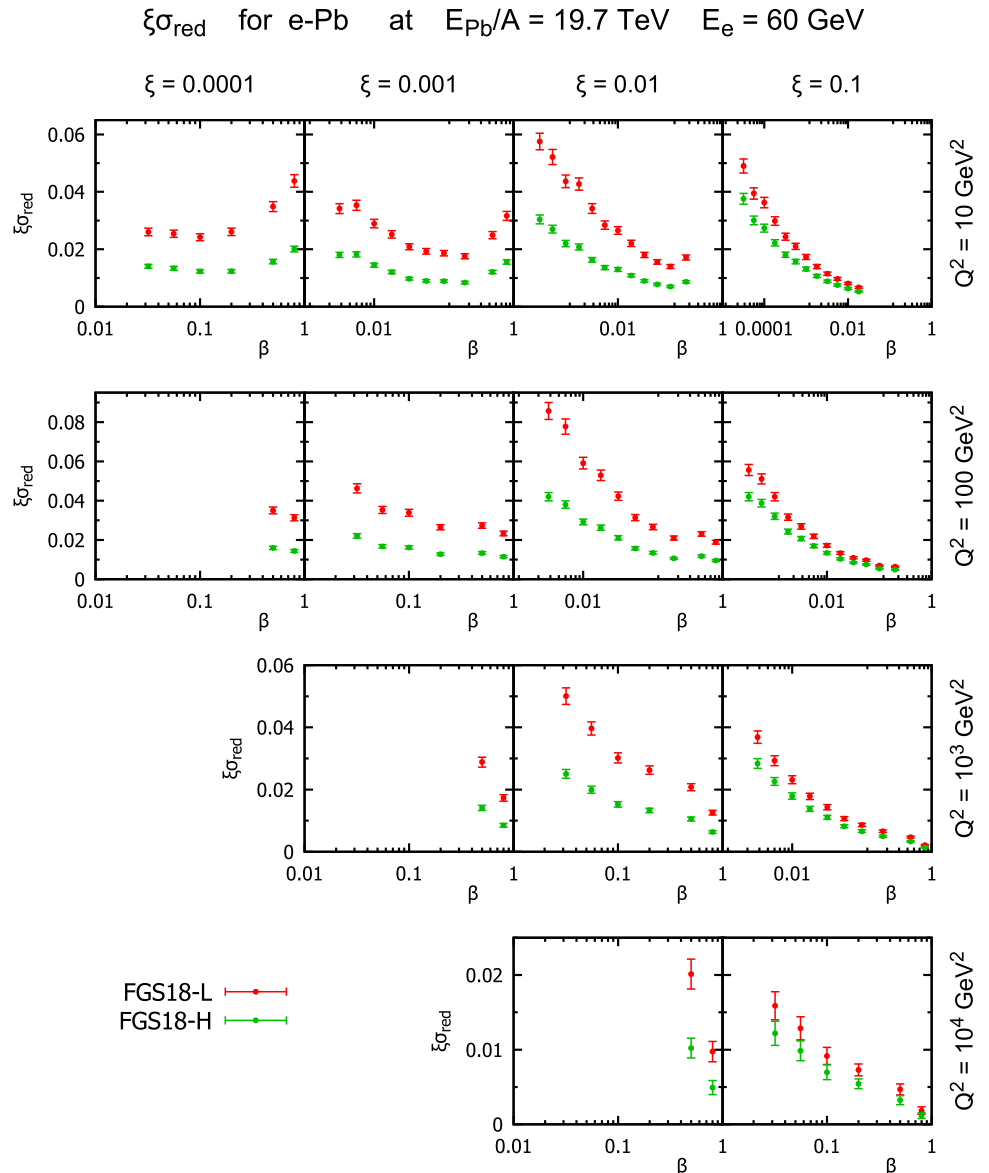 ξσred for e-Pb at EPb/A = 19.7 TeV Ee = 60 GeV
ξ = 0.0001 ξ = 0.001 ξ = 0.01 ξ = 0.1
0.06
0.04
0.02
0
ξσred
0.01 0.1 1 0.01 1 0.01 1 0.0001 0.01 1
β β β β
Q² = 10 GeV²
0.08
0.06
0.04
0.02
0
ξσred
0.01 0.1 1 0.1 1 0.01 1 0.01 1
β β β β
Q² = 100 GeV²
0.06
0.04
0.02
0
ξσred
0.01 0.1 1 0.1 1 0.01 1
β β β
Q² = 10³ GeV²
FGS18-L
FGS18-H
0.02
0.01
0
ξσred
0.01 0.1 1 0.1 1
β β
Q² = 10⁴ GeV²